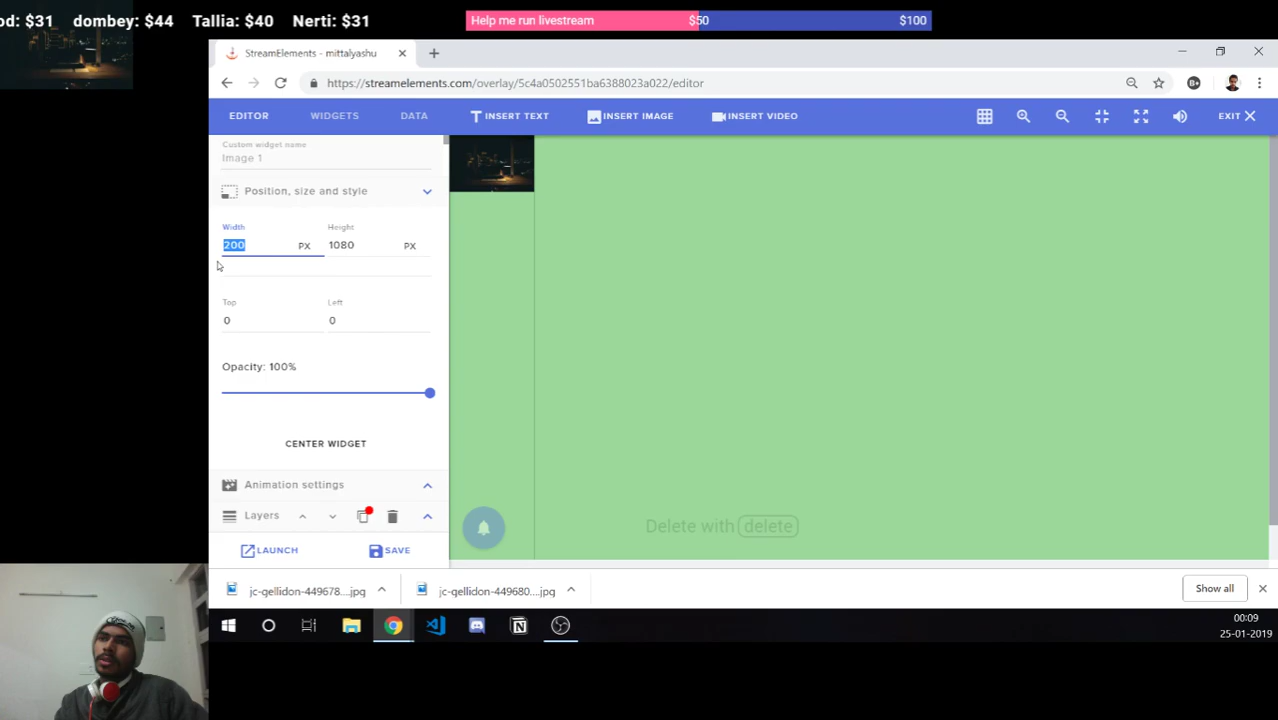 od: $31 dombey: $44 Tallia: $40 Nerti: $31
Help me run livestream $50 $100
StreamElements - mittalyashu
https://streamelements.com/overlay/5c4a0502551ba6388023a022/editor
EDITOR WIDGETS DATA INSERT TEXT INSERT IMAGE INSERT VIDEO EXIT
Custom widget name
Image 1
Position, size and style
Width Height
200 PX 1080 PX
Top Left
0 0
Opacity: 100%
CENTER WIDGET
Animation settings
Layers
Delete with delete
LAUNCH SAVE
jc-gellidon-449678....jpg jc-gellidon-449680....jpg Show all
00:09
25-01-2019